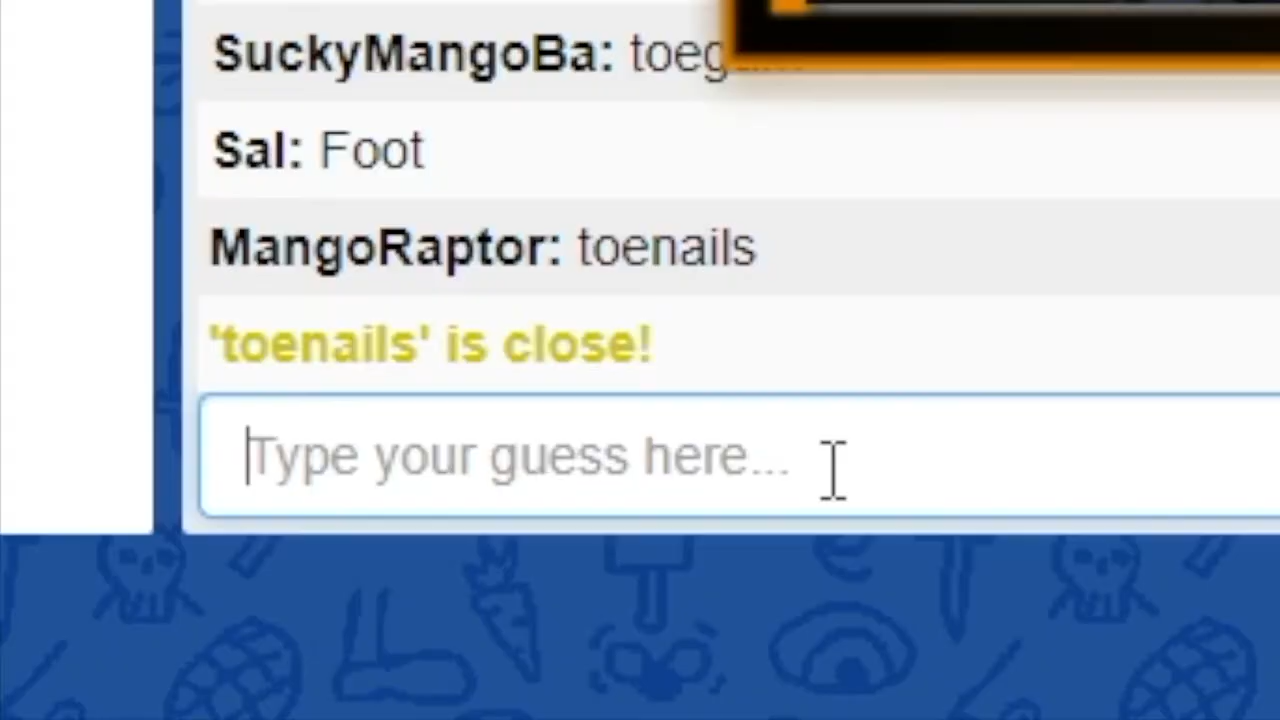 SuckyMangoBa:
Sal: Foot
MangoRaptor: toenails
'toenails' is close!
Type your guess here...